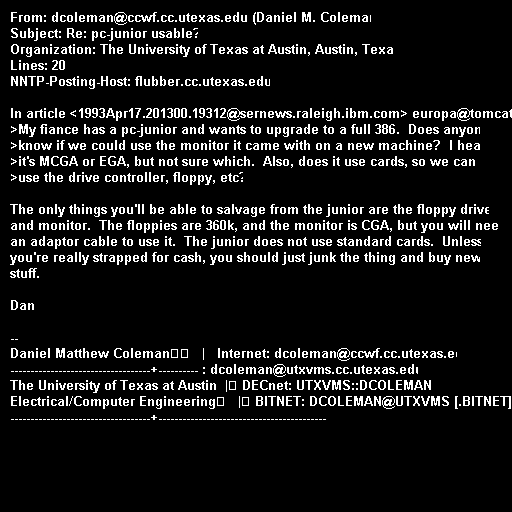 From: dcoleman@ccwf.cc.utexas.edu (Daniel M. Coleman
Subject: Re: pc-junior usable?
Organization: The University of Texas at Austin, Austin, Texa
Lines: 20
NNTP-Posting-Host: flubber.cc.utexas.edu

In article <1993Apr17.201300.19312@sernews.raleigh.ibm.com> europa@tomcat
>My fiance has a pc-junior and wants to upgrade to a full 386.  Does anyon
>know if we could use the monitor it came with on a new machine?  I hea
>it's MCGA or EGA, but not sure which.  Also, does it use cards, so we can
>use the drive controller, floppy, etc?

The only things you'll be able to salvage from the junior are the floppy drive
and monitor.  The floppies are 360k, and the monitor is CGA, but you will nee
an adaptor cable to use it.  The junior does not use standard cards.  Unless
you're really strapped for cash, you should just junk the thing and buy new
stuff.

Dan

--
Daniel Matthew Coleman   |   Internet: dcoleman@ccwf.cc.utexas.e
-----------------------------------+---------- : dcoleman@utxvms.cc.utexas.edu
The University of Texas at Austin  | DECnet: UTXVMS::DCOLEMAN
Electrical/Computer Engineering   | BITNET: DCOLEMAN@UTXVMS [.BITNET]
-----------------------------------+------------------------------------------